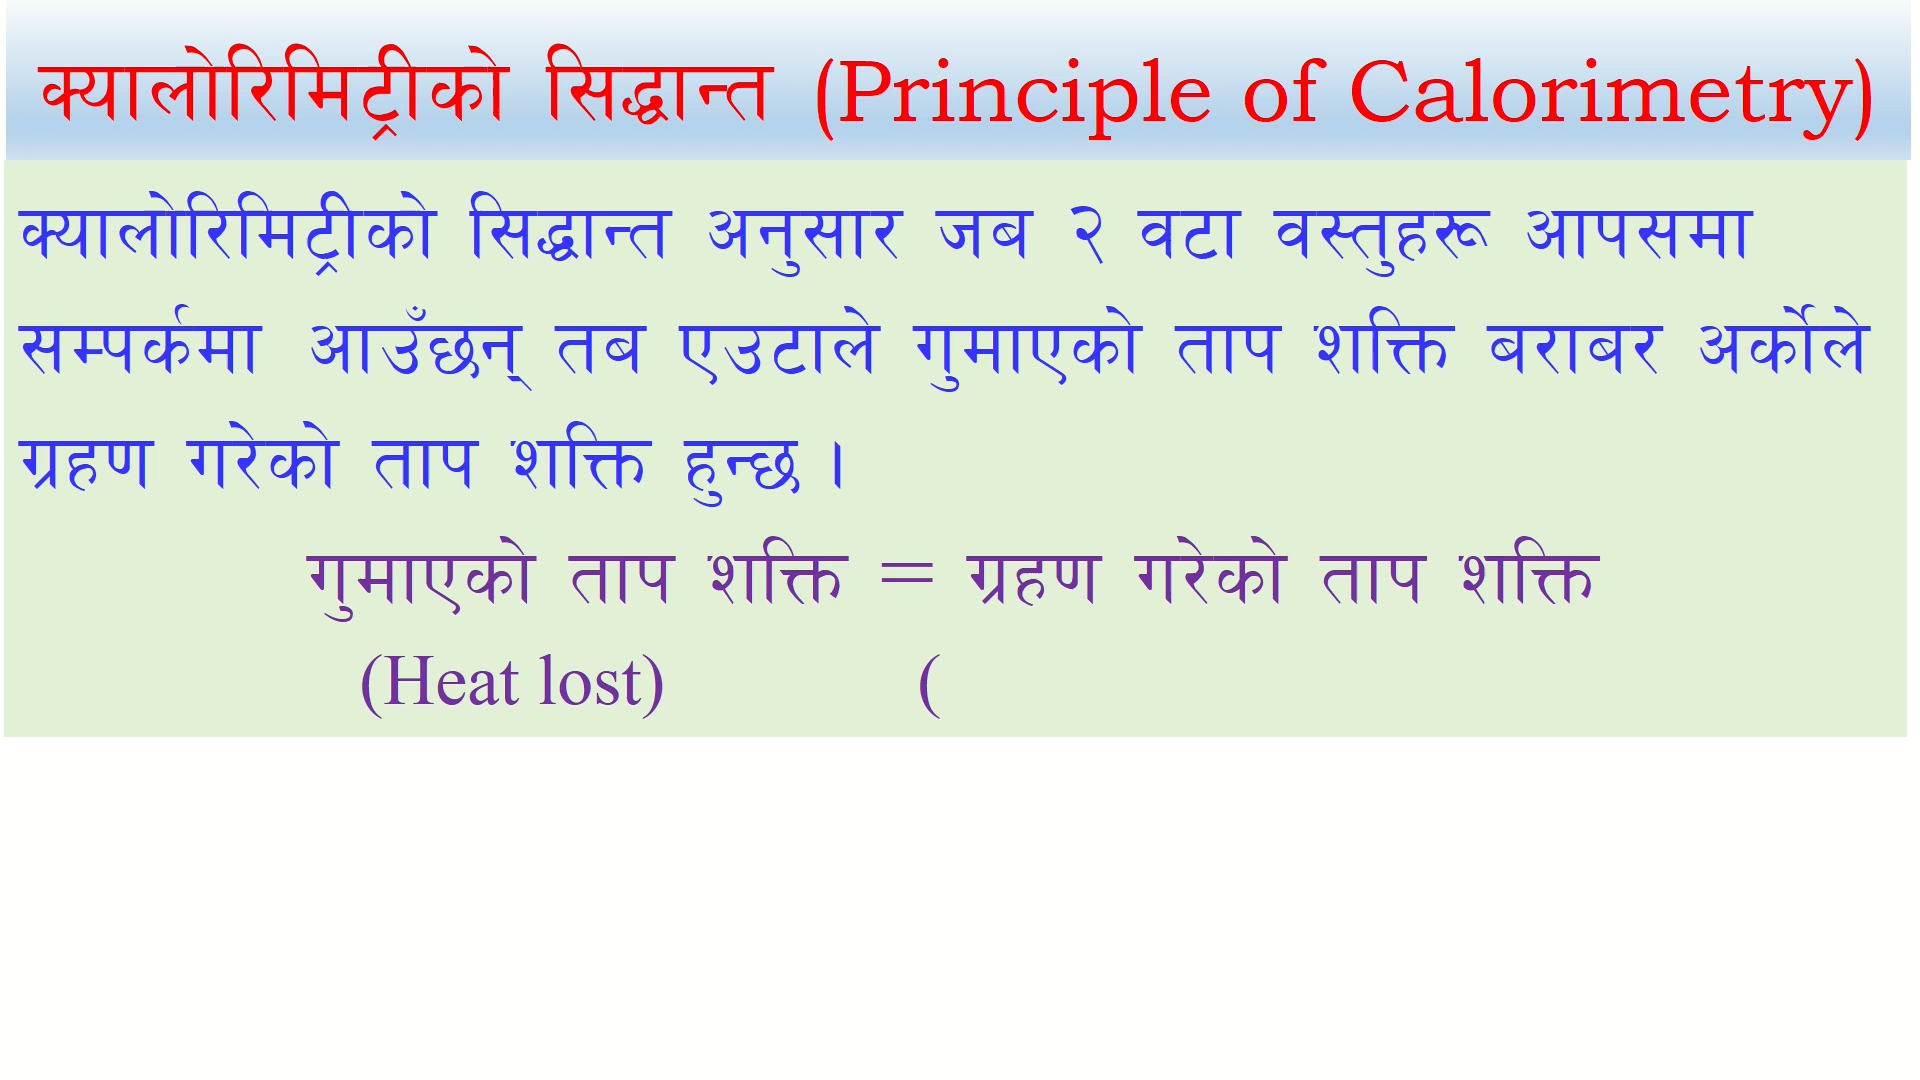 क्यालोरिमिट्रीको सिद्धान्त (Principle of Calorimetry)
क्यालोरिमिट्रीको सिद्धान्त अनुसार जब २ वटा वस्तुहरू आपसमा
सम्पर्कमा आउँछन् तब एउटाले गुमाएको ताप शक्ति बराबर अर्कोले
ग्रहण गरेको ताप शक्ति हुन्छ ।
गुमाएको ताप शक्ति = ग्रहण गरेको ताप शक्ति
(Heat lost) (